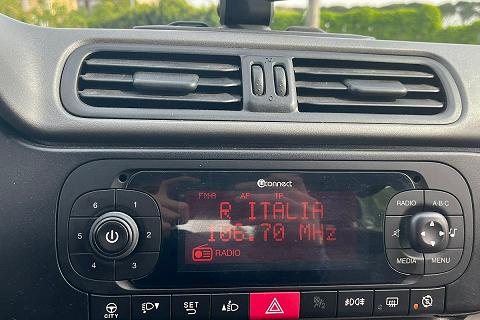 uconnect
FM-A AF TP
R ITALIA
106.70 MHz
RADIO
6
5
4
1
2
3
RADIO
A-B-C
MEDIA
MENU
CITY
SET